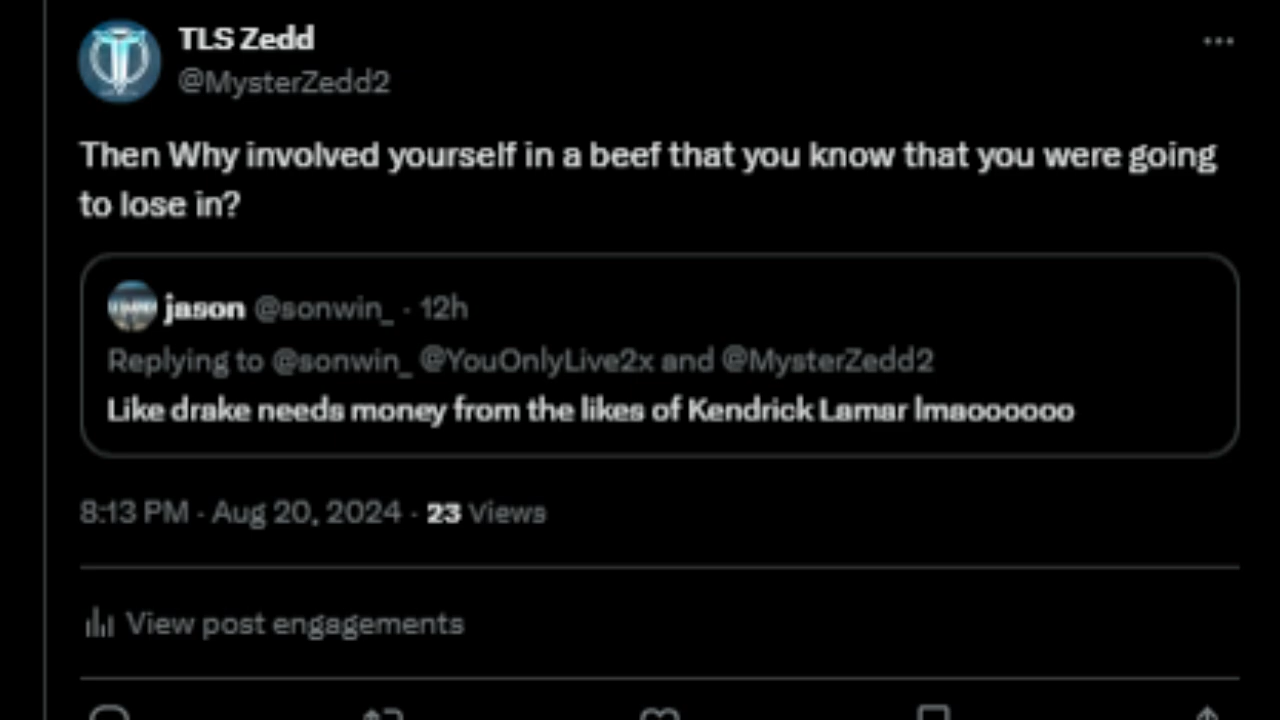 TLS Zedd
@MysterZedd2
Then Why involved yourself in a beef that you know that you were going
to lose in?
jason @sonwin_ · 12h
Replying to @sonwin_ @YouOnlyLive2x and @MysterZedd2
Like drake needs money from the likes of Kendrick Lamar lmaoooooo
8:13 PM · Aug 20, 2024 · 23 Views
View post engagements